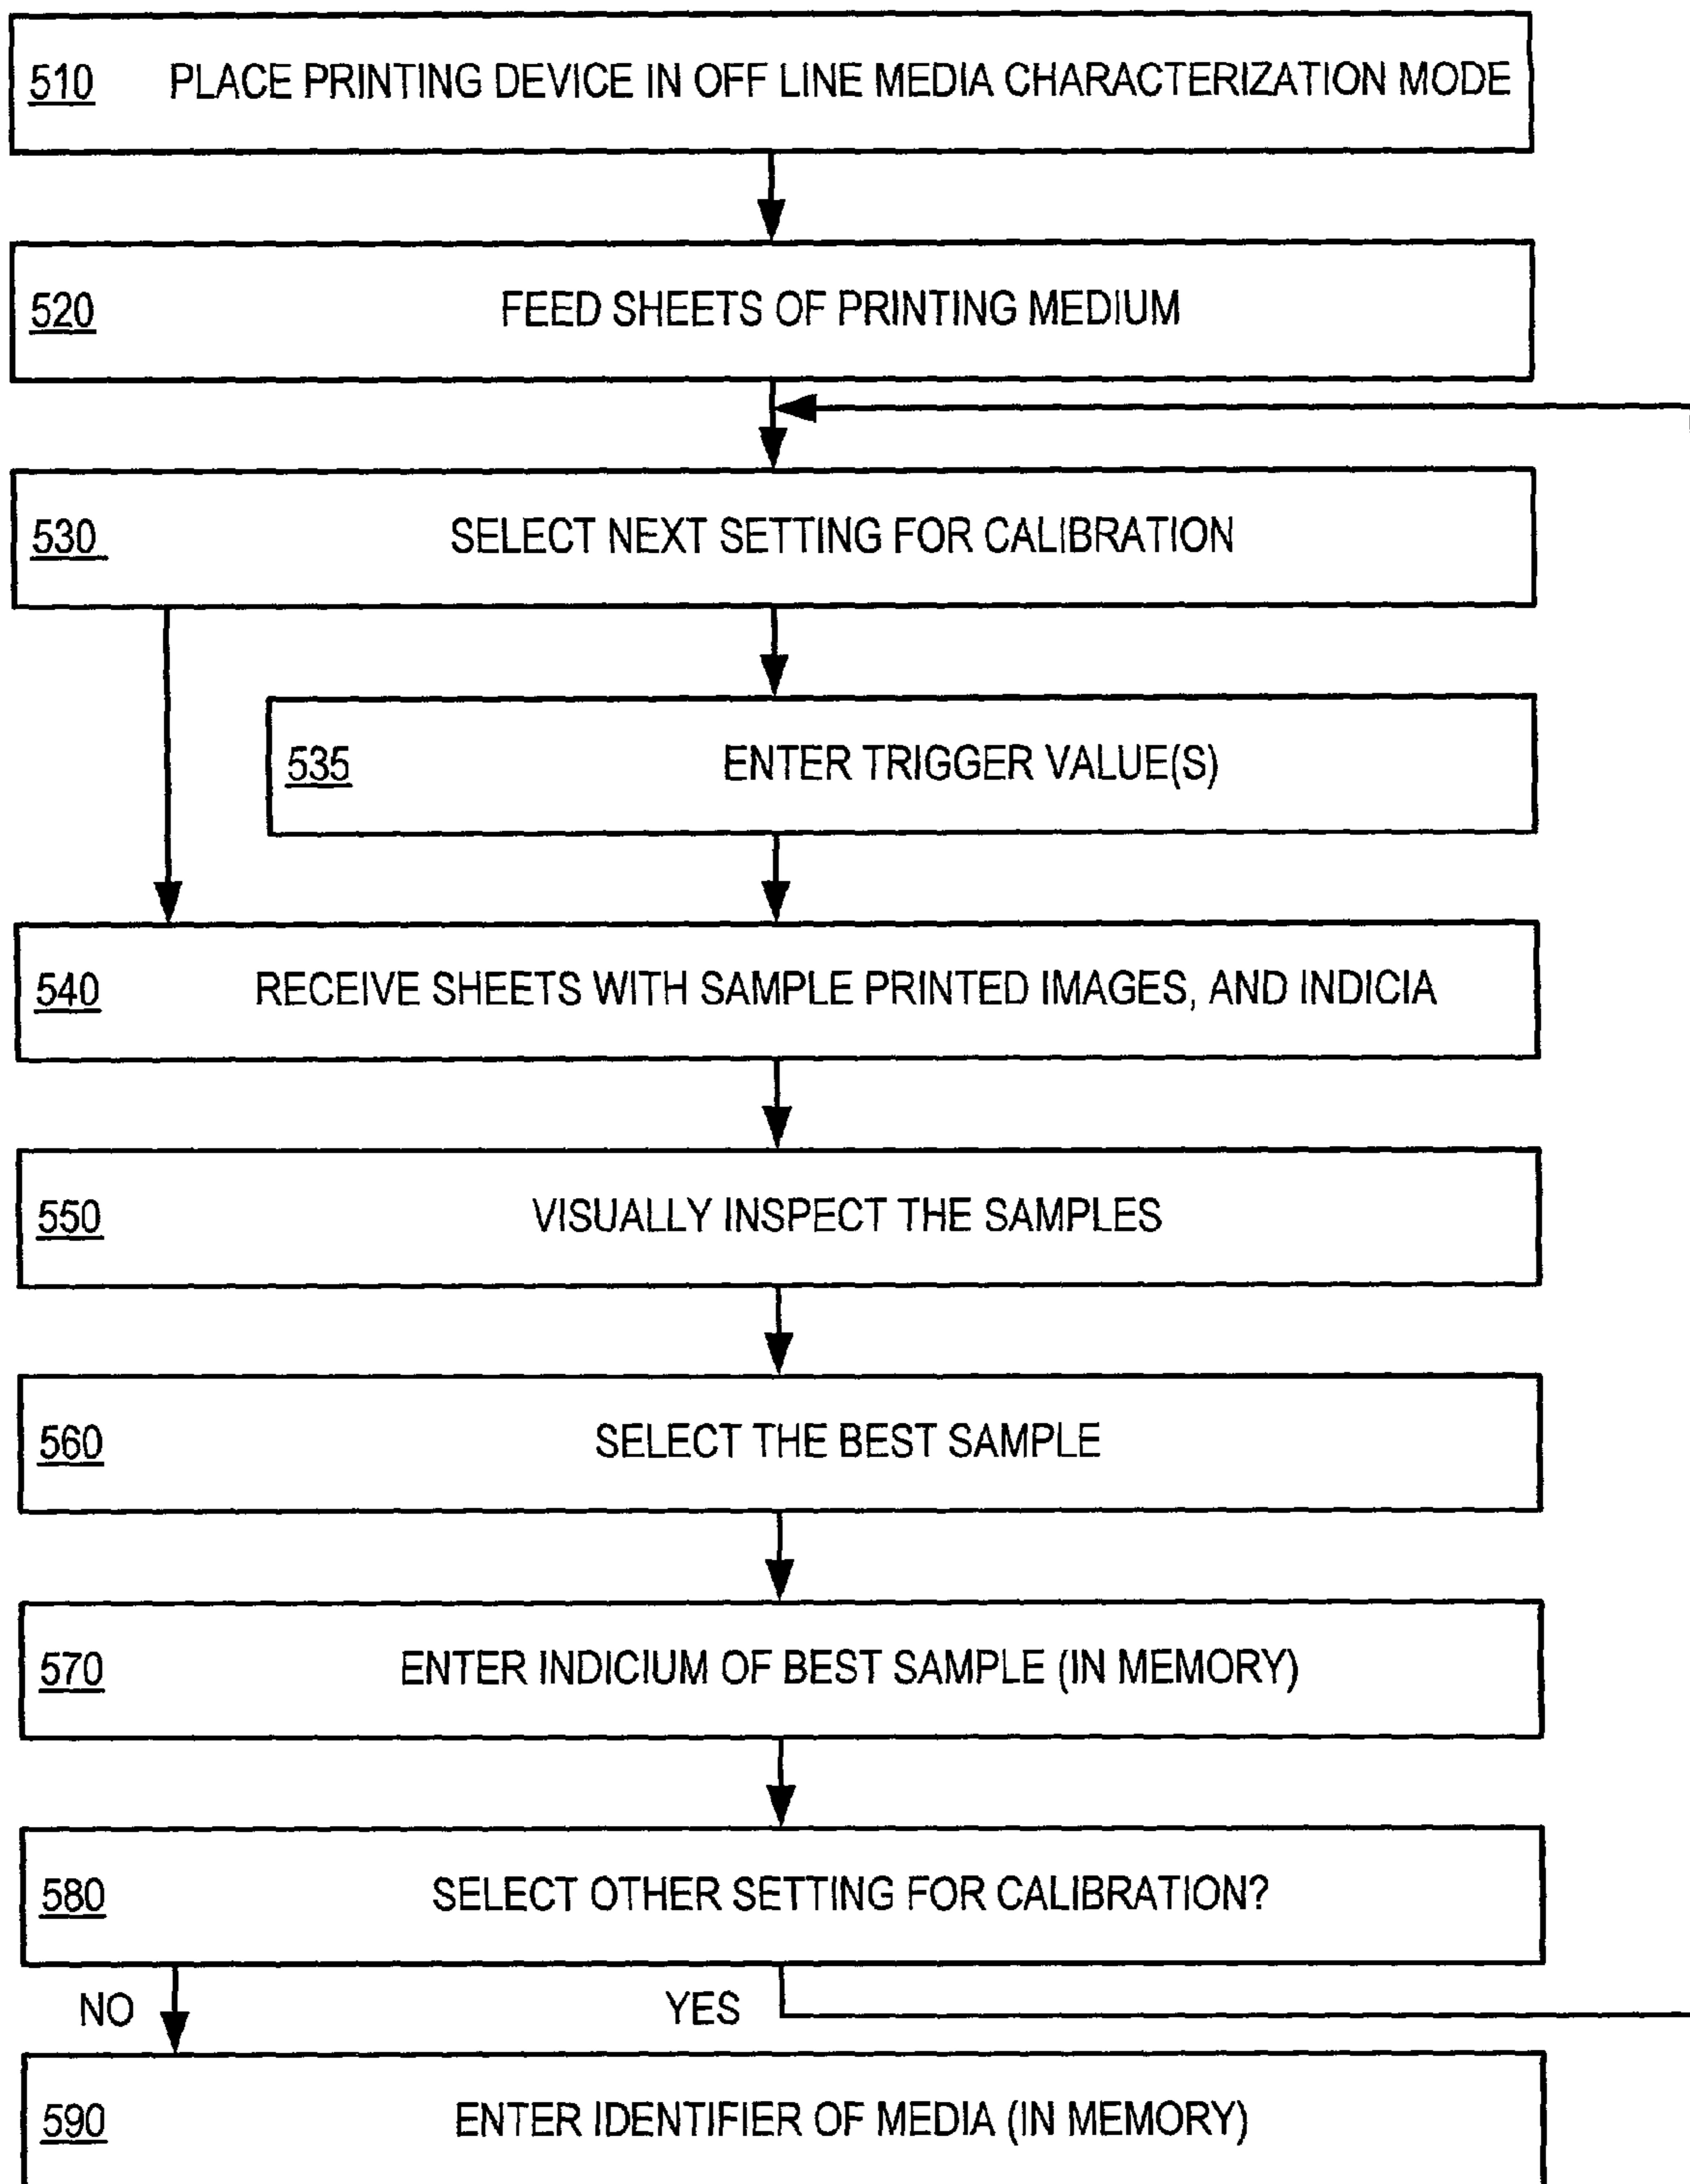 510 PLACE PRINTING DEVICE IN OFF LINE MEDIA CHARACTERIZATION MODE
520 FEED SHEETS OF PRINTING MEDIUM
530 SELECT NEXT SETTING FOR CALIBRATION
535 ENTER TRIGGER VALUE(S)
540 RECEIVE SHEETS WITH SAMPLE PRINTED IMAGES, AND INDICIA
550 VISUALLY INSPECT THE SAMPLES
560 SELECT THE BEST SAMPLE
570 ENTER INDICIUM OF BEST SAMPLE (IN MEMORY)
580 SELECT OTHER SETTING FOR CALIBRATION?
NO YES
590 ENTER IDENTIFIER OF MEDIA (IN MEMORY)